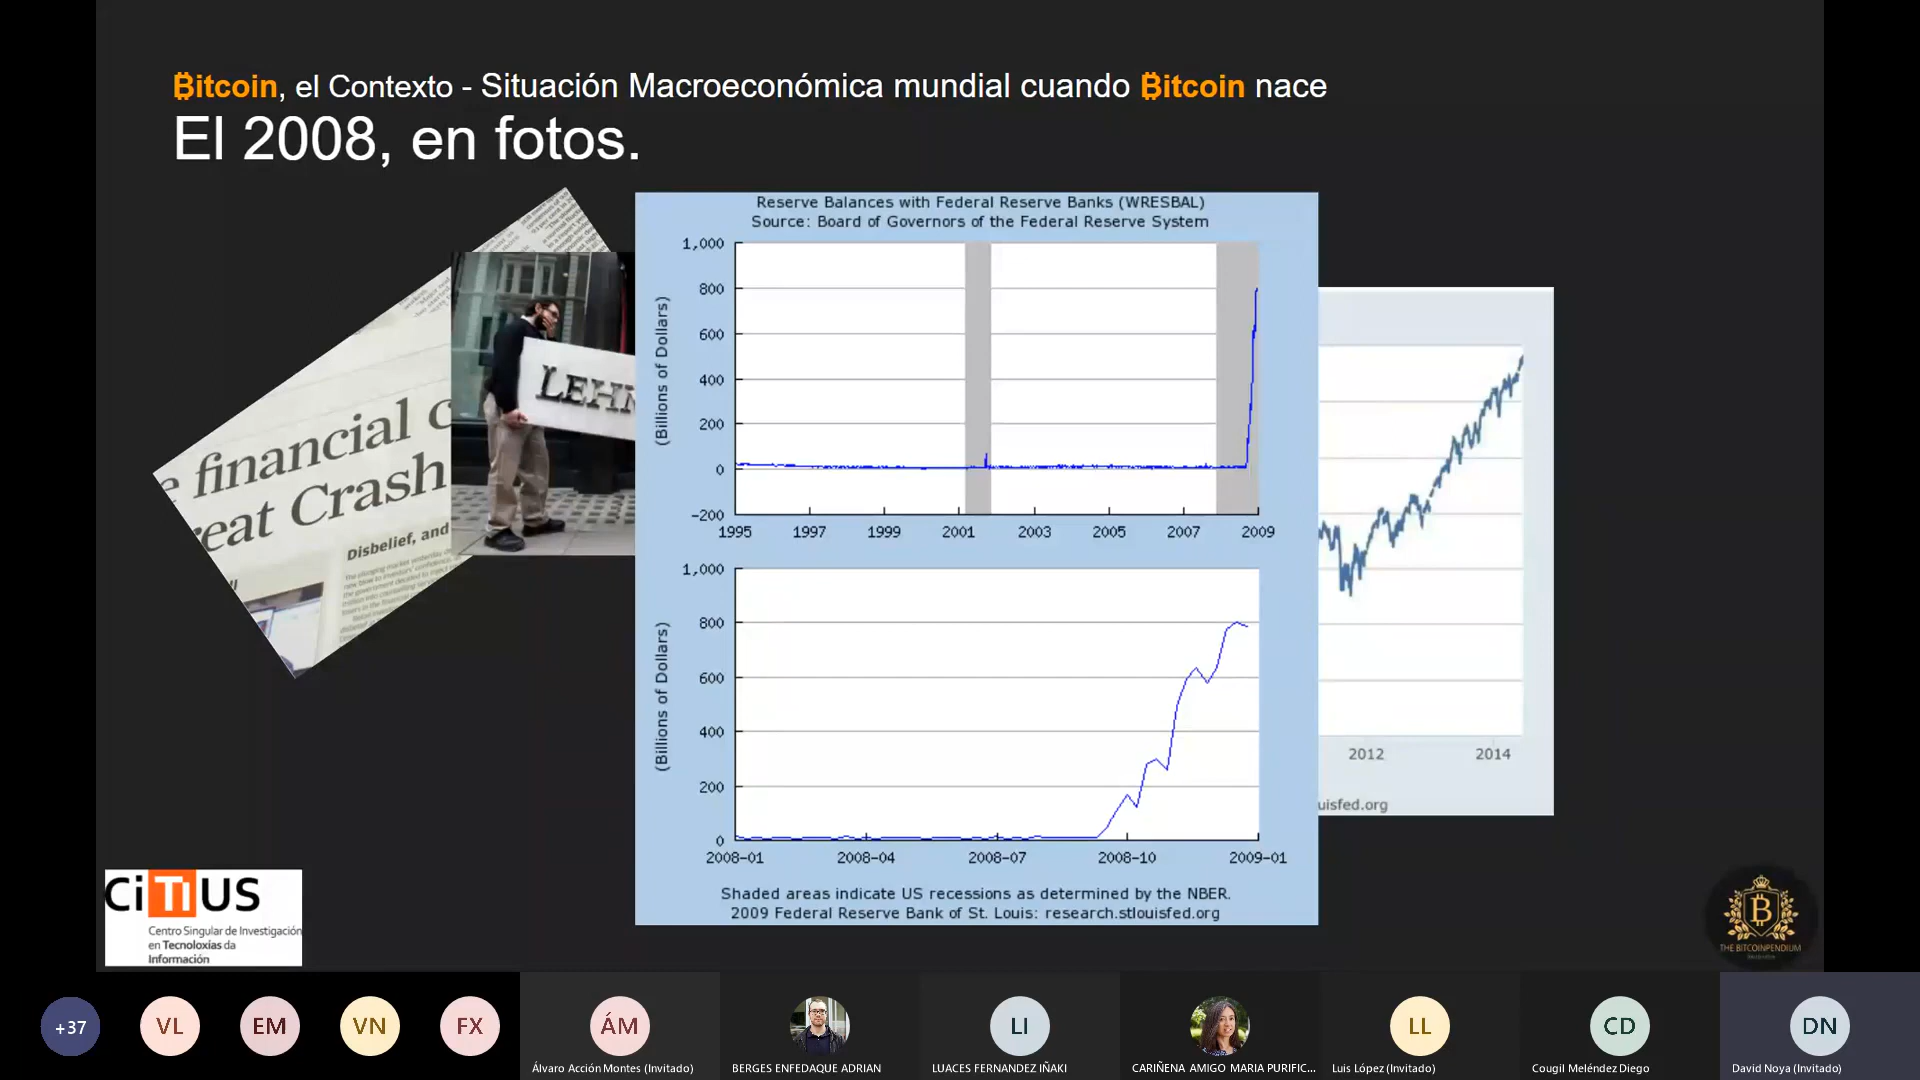 ₿itcoin, el Contexto - Situación Macroeconómica mundial cuando ₿itcoin nace
El 2008, en fotos.
financial
reat Crash
Disbelief, and
LEHM
Reserve Balances with Federal Reserve Banks (WRESBAL)
Source: Board of Governors of the Federal Reserve System
1,000
800
600
400
200
0
−200
(Billions of Dollars)
1995 1997 1999 2001 2003 2005 2007 2009
1,000
800
600
400
200
0
(Billions of Dollars)
2008−01 2008−04 2008−07 2008−10 2009−01
Shaded areas indicate US recessions as determined by the NBER.
2009 Federal Reserve Bank of St. Louis: research.stlouisfed.org
2012 2014
uisfed.org
CiTIUS
Centro Singular de Investigación
en Tecnoloxías da
Información
B
THE BITCOINPENDIUM
+37
VL
EM
VN
FX
ÁM
LI
LL
CD
DN
Álvaro Acción Montes (Invitado)
BERGES ENFEDAQUE ADRIAN
LUACES FERNANDEZ IÑAKI
CARIÑENA AMIGO MARIA PURIFIC...
Luis López (Invitado)
Cougil Meléndez Diego
David Noya (Invitado)